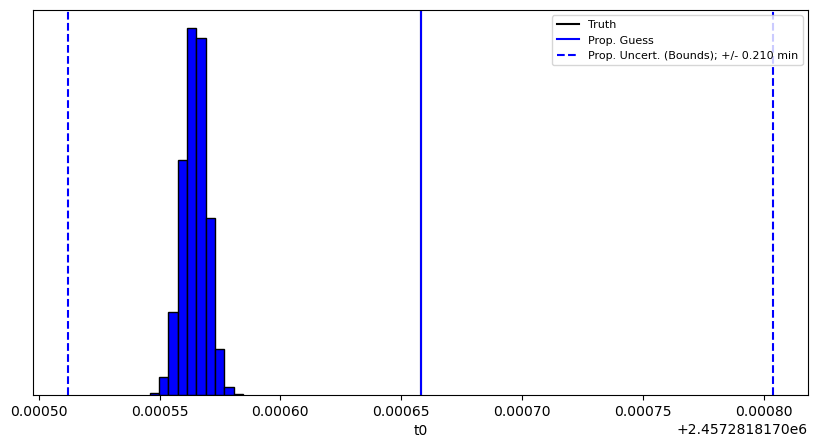 Truth
Prop. Guess
Prop. Uncert. (Bounds); +/- 0.210 min
0.00050 0.00055 0.00060 0.00065 0.00070 0.00075 0.00080
t0
+2.4572818170e6